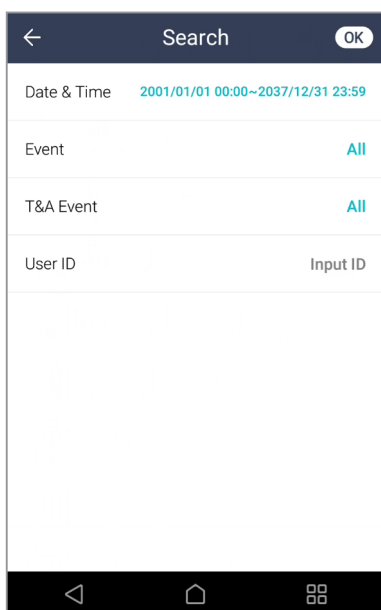 Search
OK
Date & Time 2001/01/01 00:00~2037/12/31 23:59
Event All
T&A Event All
User ID Input ID